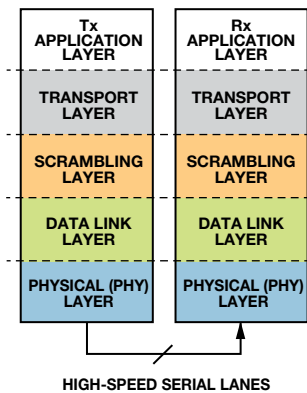 Tx
APPLICATION
LAYER
TRANSPORT
LAYER
SCRAMBLING
LAYER
DATA LINK
LAYER
PHYSICAL (PHY)
LAYER
Rx
APPLICATION
LAYER
TRANSPORT
LAYER
SCRAMBLING
LAYER
DATA LINK
LAYER
PHYSICAL (PHY)
LAYER
HIGH-SPEED SERIAL LANES